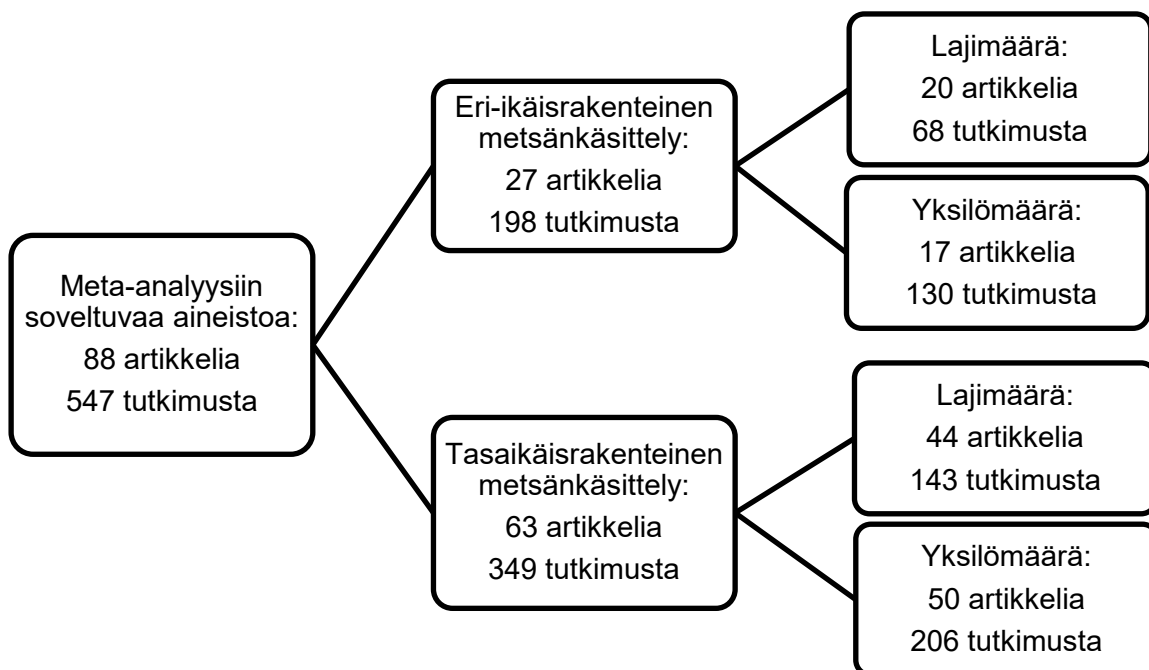 Meta-analyysiin
soveltuvaa aineistoa:
88 artikkelia
547 tutkimusta
Eri-ikäisrakenteinen
metsänkäsittely:
27 artikkelia
198 tutkimusta
Lajimäärä:
20 artikkelia
68 tutkimusta
Yksilömäärä:
17 artikkelia
130 tutkimusta
Tasaikäisrakenteinen
metsänkäsittely:
63 artikkelia
349 tutkimusta
Lajimäärä:
44 artikkelia
143 tutkimusta
Yksilömäärä:
50 artikkelia
206 tutkimusta